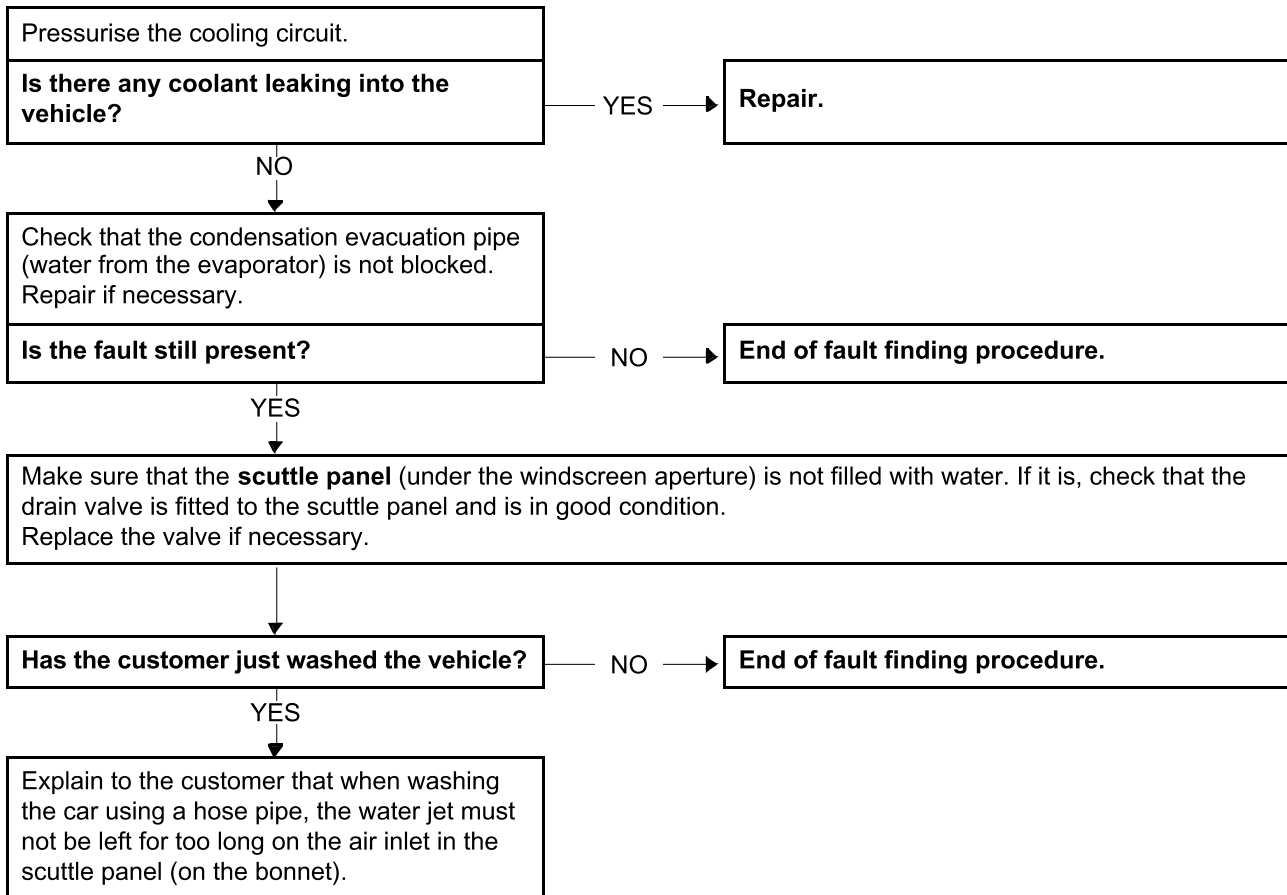 Pressurise the cooling circuit.
Is there any coolant leaking into the
vehicle?
YES
Repair.
NO
Check that the condensation evacuation pipe
(water from the evaporator) is not blocked.
Repair if necessary.
Is the fault still present?
NO
End of fault finding procedure.
YES
Make sure that the scuttle panel (under the windscreen aperture) is not filled with water. If it is, check that the
drain valve is fitted to the scuttle panel and is in good condition.
Replace the valve if necessary.
Has the customer just washed the vehicle?
NO
End of fault finding procedure.
YES
Explain to the customer that when washing
the car using a hose pipe, the water jet must
not be left for too long on the air inlet in the
scuttle panel (on the bonnet).